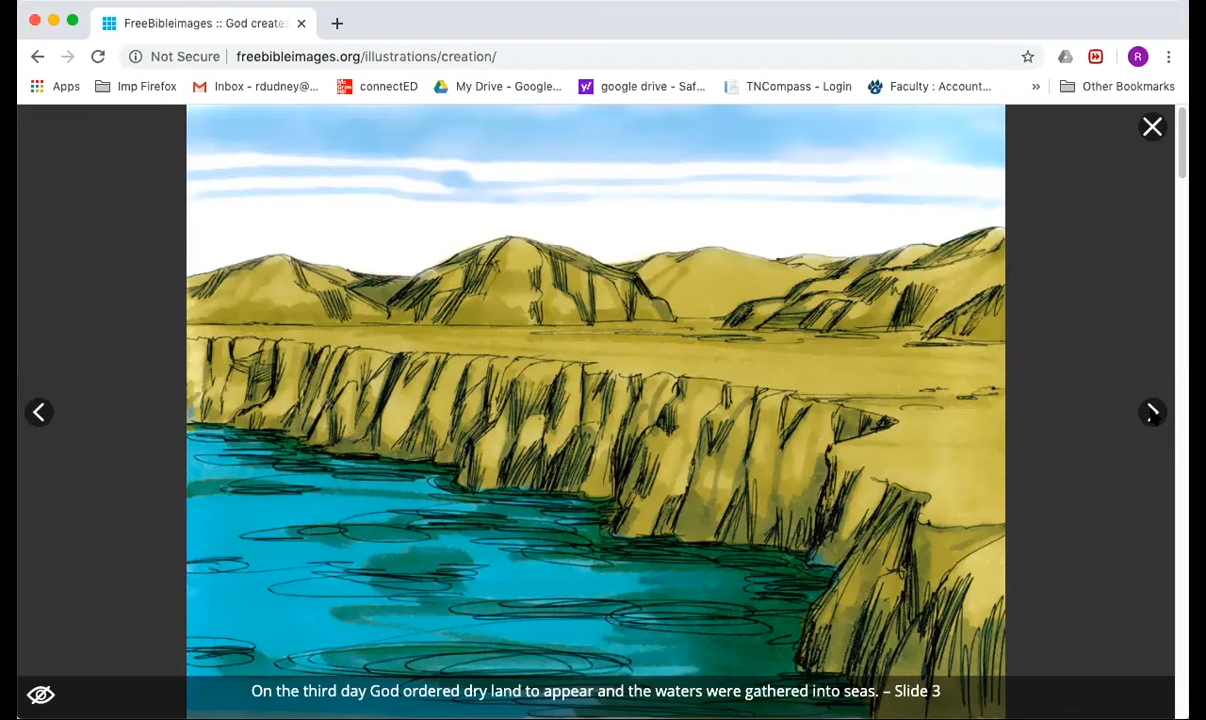 FreeBibleimages :: God creates
Not Secure | freebibleimages.org/illustrations/creation/
R
Apps Imp Firefox Inbox - rdudney@... connectED My Drive - Google... google drive - Saf... TNCompass - Login Faculty : Account... » Other Bookmarks
On the third day God ordered dry land to appear and the waters were gathered into seas. – Slide 3